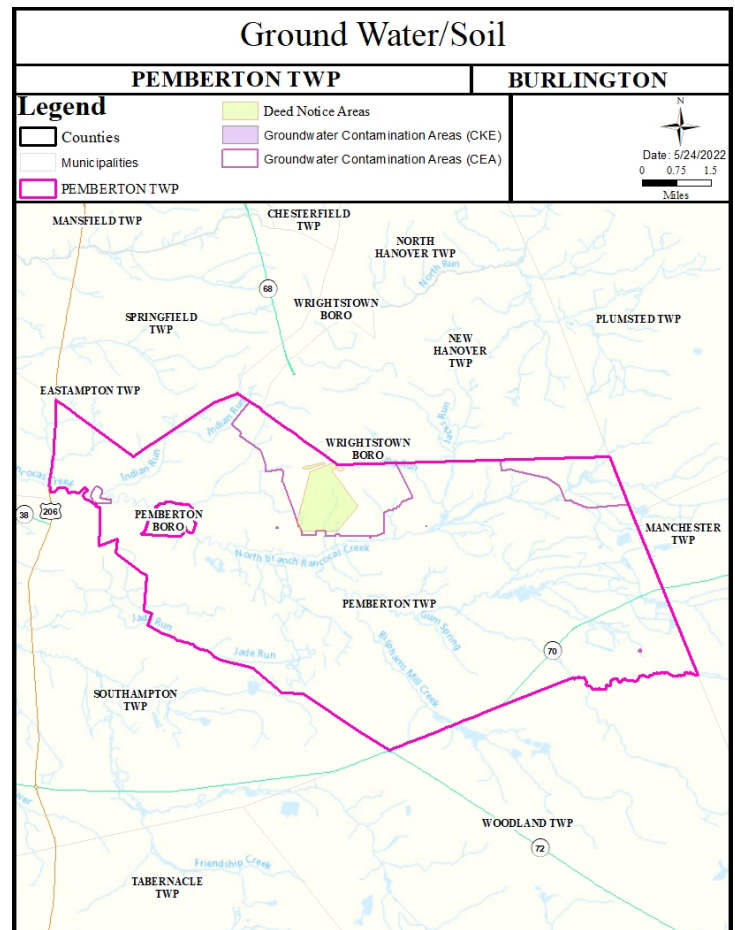 Ground Water/Soil
PEMBERTON TWP
BURLINGTON
Legend
Counties
Municipalities
PEMBERTON TWP
Deed Notice Areas
Groundwater Contamination Areas (CKE)
Groundwater Contamination Areas (CEA)
N
Date: 5/24/2022
0 0.75 1.5
Miles
MANSFIELD TWP
CHESTERFIELD
TWP
NORTH
HANOVER TWP
North Run
68
SPRINGFIELD
TWP
WRIGHTSTOWN
BORO
PLUMSTED TWP
NEW
HANOVER
TWP
EASTAMPTON TWP
Indian Run
WRIGHTSTOWN
BORO
Indian Run
38
206
PEMBERTON
BORO
MANCHESTER
TWP
North Branch Rancocas Creek
PEMBERTON TWP
Gum Spring
Jade Run
Jade Run
Bisphams Mill Creek
70
SOUTHAMPTON
TWP
WOODLAND TWP
72
Friendship Creek
TABERNACLE
TWP